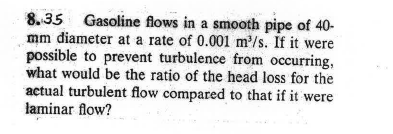 8.35 Gasoline flows in a smooth pipe of 40-
mm diameter at a rate of 0.001 m³/s. If it were
possible to prevent turbulence from occurring,
what would be the ratio of the head loss for the
actual turbulent flow compared to that if it were
laminar flow?